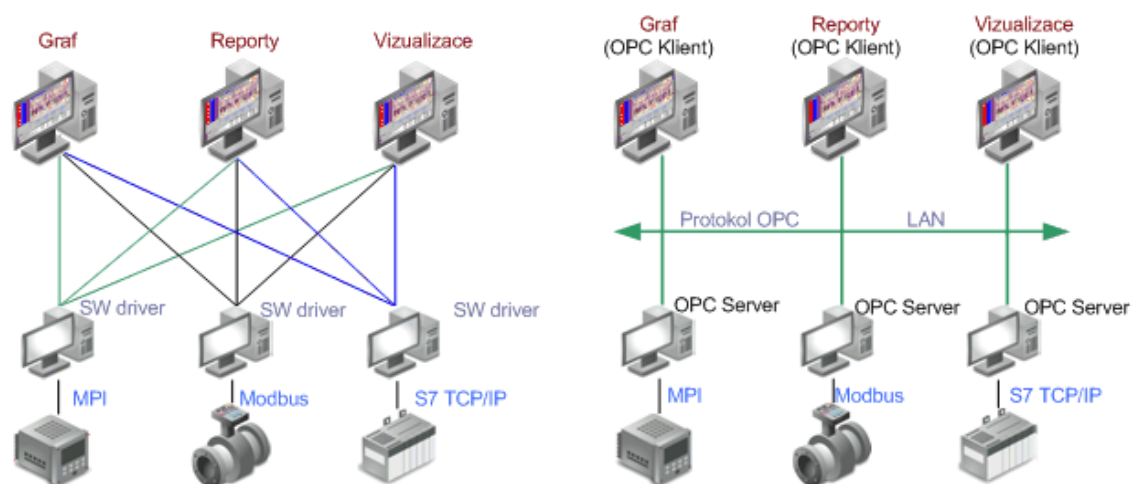 Graf
Reporty
Vizualizace
SW driver
SW driver
SW driver
MPI
Modbus
S7 TCP/IP
Graf
(OPC Klient)
Reporty
(OPC Klient)
Vizualizace
(OPC Klient)
Protokol OPC
LAN
OPC Server
OPC Server
OPC Server
MPI
Modbus
S7 TCP/IP